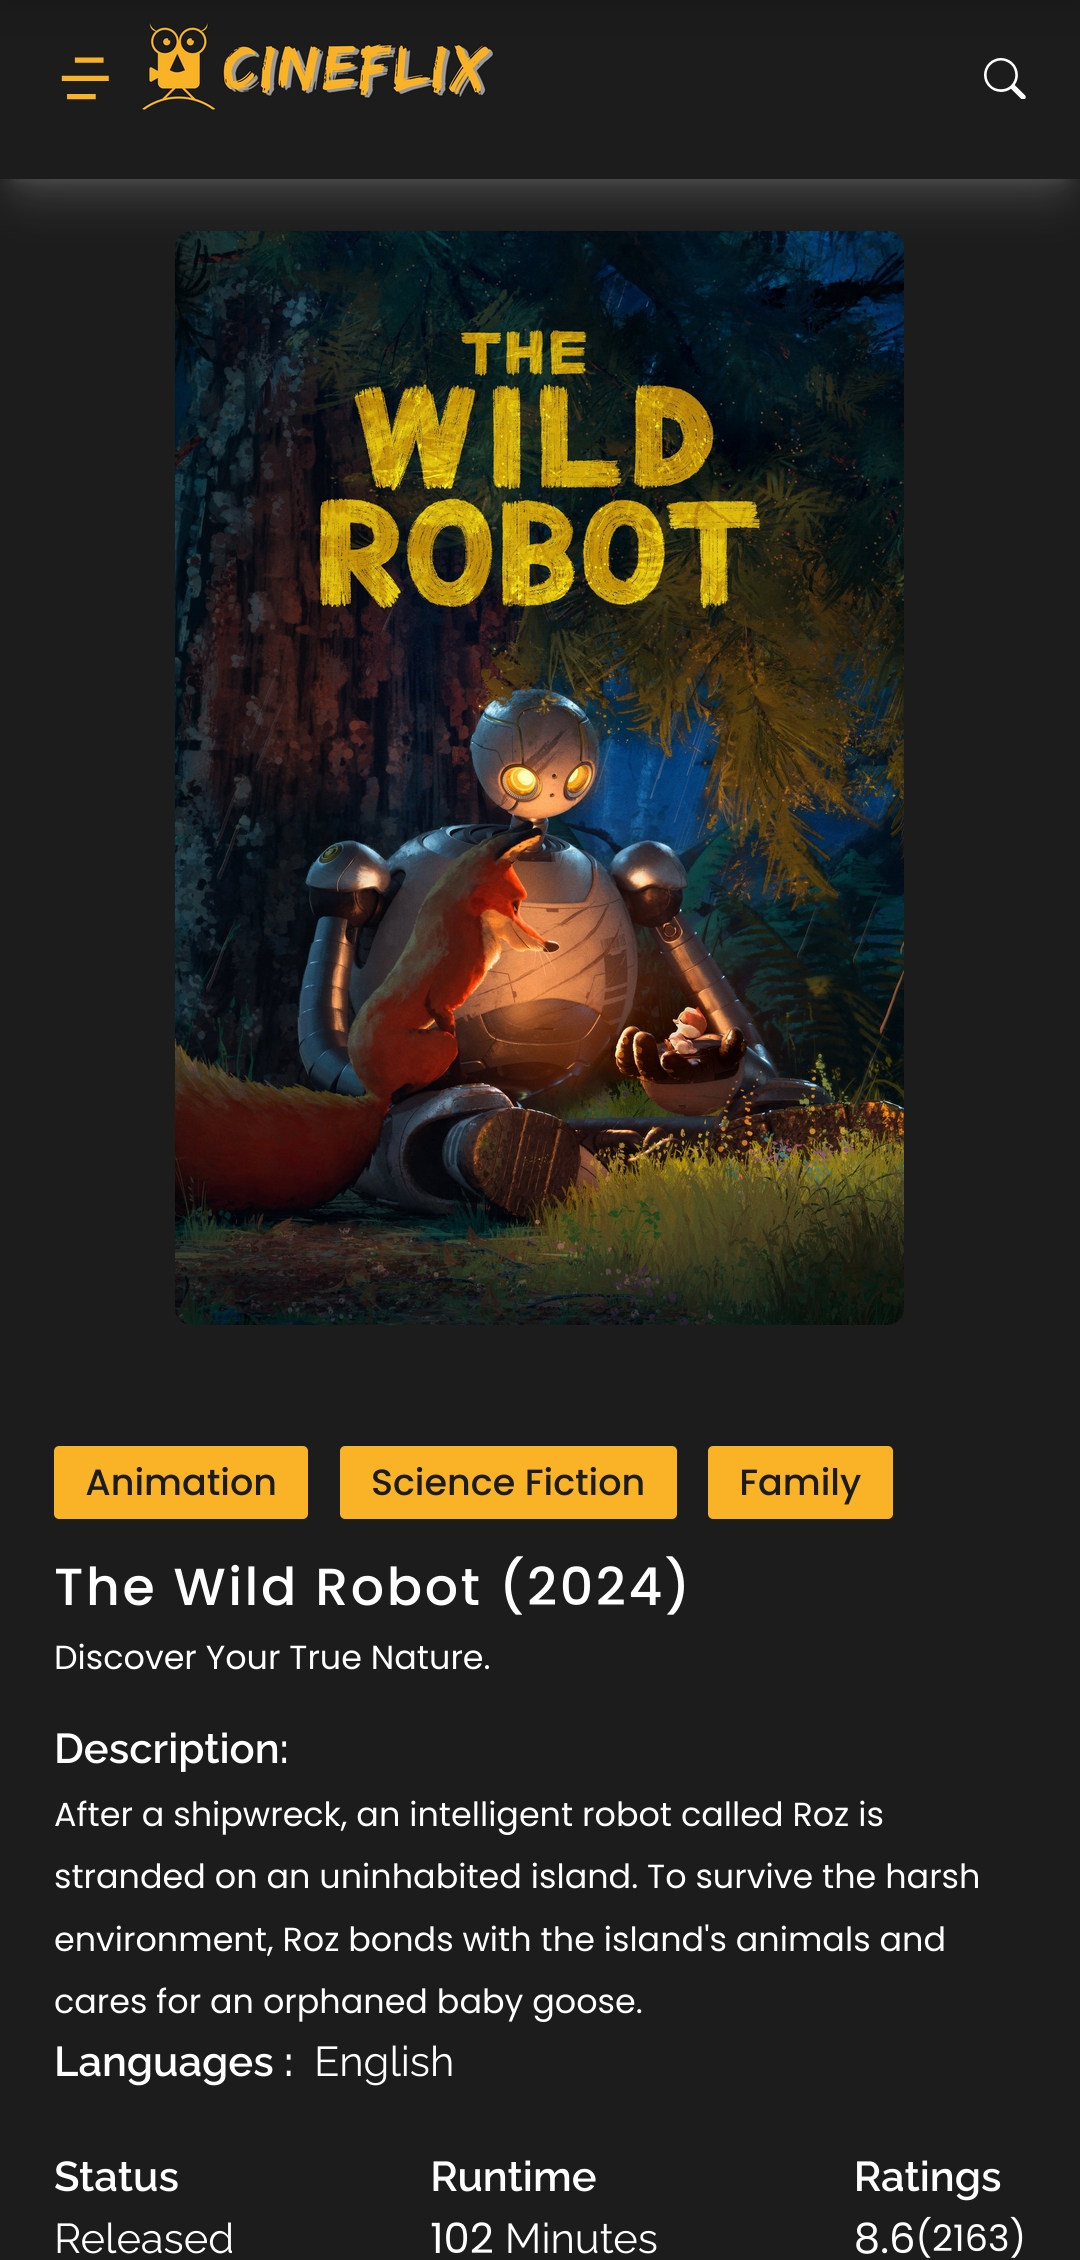 CINEFLIX
THE
WILD
ROBOT
Animation Science Fiction Family
The Wild Robot (2024)
Discover Your True Nature.
Description:
After a shipwreck, an intelligent robot called Roz is
stranded on an uninhabited island. To survive the harsh
environment, Roz bonds with the island's animals and
cares for an orphaned baby goose.
Languages : English
Status Runtime Ratings
Released 102 Minutes 8.6(2163)